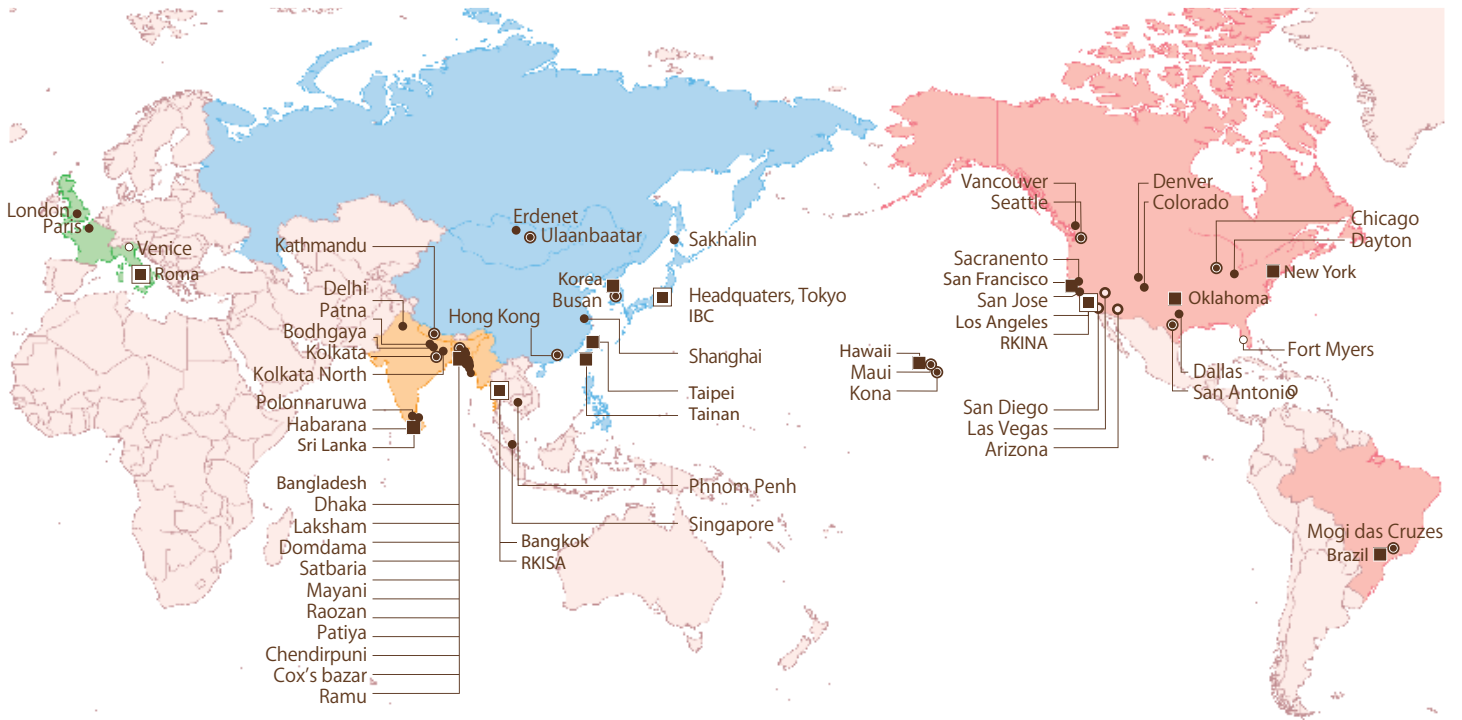 London
Paris
Venice
Roma
Kathmandu
Delhi
Patna
Bodhgaya
Kolkata
Kolkata North
Polonnaruwa
Habarana
Sri Lanka
Bangladesh
Dhaka
Laksham
Domdama
Satbaria
Mayani
Raozan
Patiya
Chendirpuni
Cox's bazar
Ramu
Erdenet
Ulaanbaatar
Sakhalin
Korea
Busan
Headquaters, Tokyo
IBC
Hong Kong
Shanghai
Taipei
Tainan
Phnom Penh
Singapore
Bangkok
RKISA
Hawaii
Maui
Kona
Vancouver
Seattle
Sacranento
San Francisco
San Jose
Los Angeles
RKINA
San Diego
Las Vegas
Arizona
Denver
Colorado
Chicago
Dayton
New York
Oklahoma
Fort Myers
Dallas
San Antonio
Mogi das Cruzes
Brazil